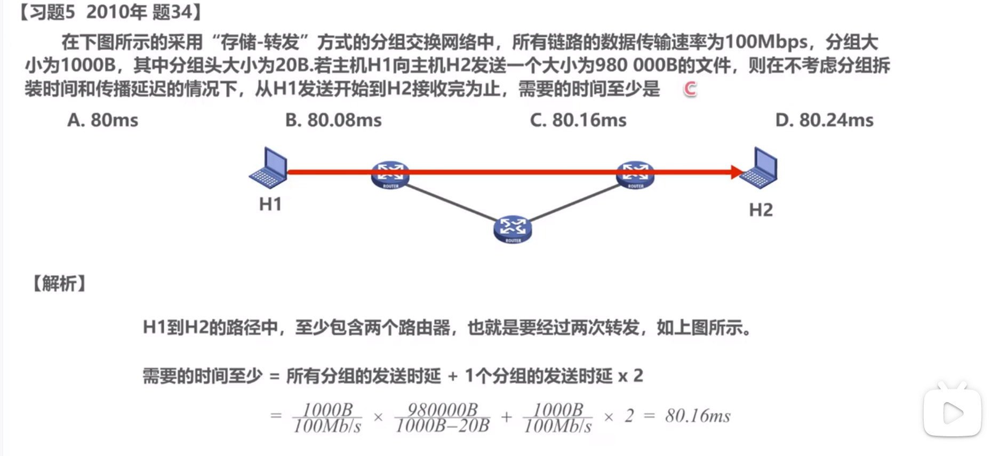 【习题5 2010年 题34】
在下图所示的采用“存储-转发”方式的分组交换网络中，所有链路的数据传输速率为100Mbps，分组大
小为1000B，其中分组头大小为20B.若主机H1向主机H2发送一个大小为980 000B的文件，则在不考虑分组拆
装时间和传播延迟的情况下，从H1发送开始到H2接收完为止，需要的时间至少是 C
A. 80ms B. 80.08ms C. 80.16ms D. 80.24ms
ROUTER ROUTER
H1 H2
ROUTER
【解析】
H1到H2的路径中，至少包含两个路由器，也就是要经过两次转发，如上图所示。
需要的时间至少 = 所有分组的发送时延 + 1个分组的发送时延 x 2
= 1000B/100Mb/s × 980000B/1000B−20B + 1000B/100Mb/s × 2 = 80.16ms